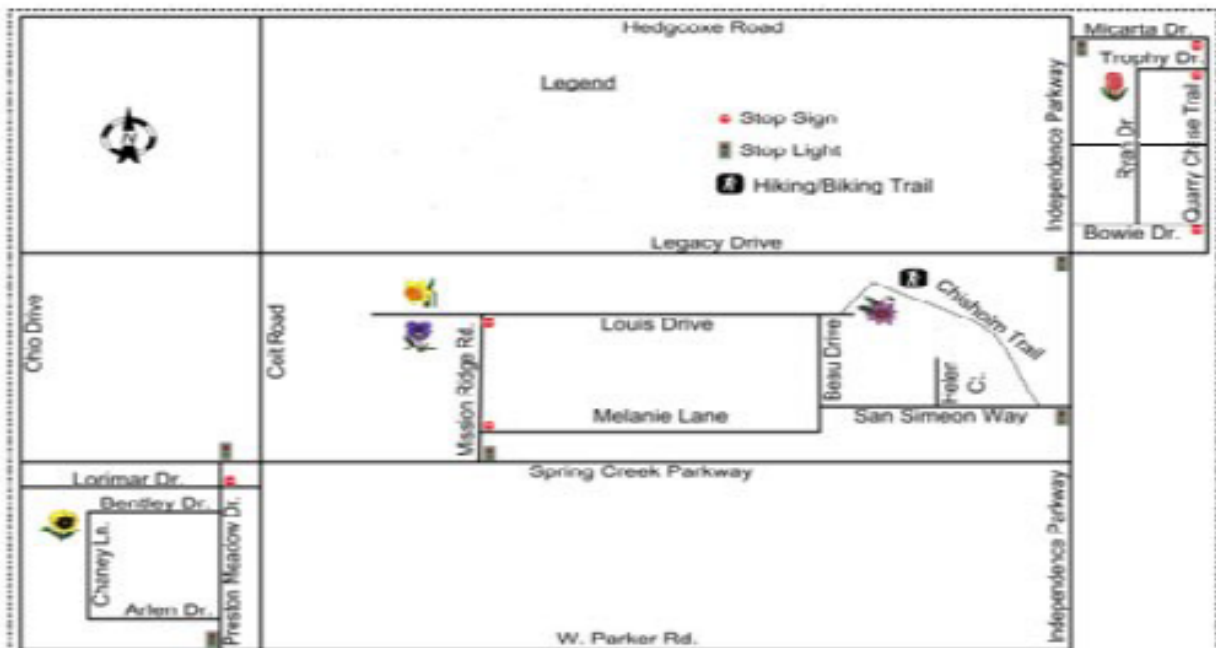 Hedgcoxe Road
Micarta Dr.
Trophy Dr.
Legend
Stop Sign
Stop Light
Hiking/Biking Trail
Independence Parkway
Ryan Dr
Quarry Chase Trail
Bowie Dr.
Legacy Drive
Ohio Drive
Coit Road
Mission Ridge Rd.
Louis Drive
Beau Drive
Chisholm Trail
Melanie Lane
San Simeon Way
Lorimar Dr.
Spring Creek Parkway
Bentley Dr.
Chaney Ln.
Preston Meadow Dr.
Independence Parkway
Arlen Dr.
W. Parker Rd.